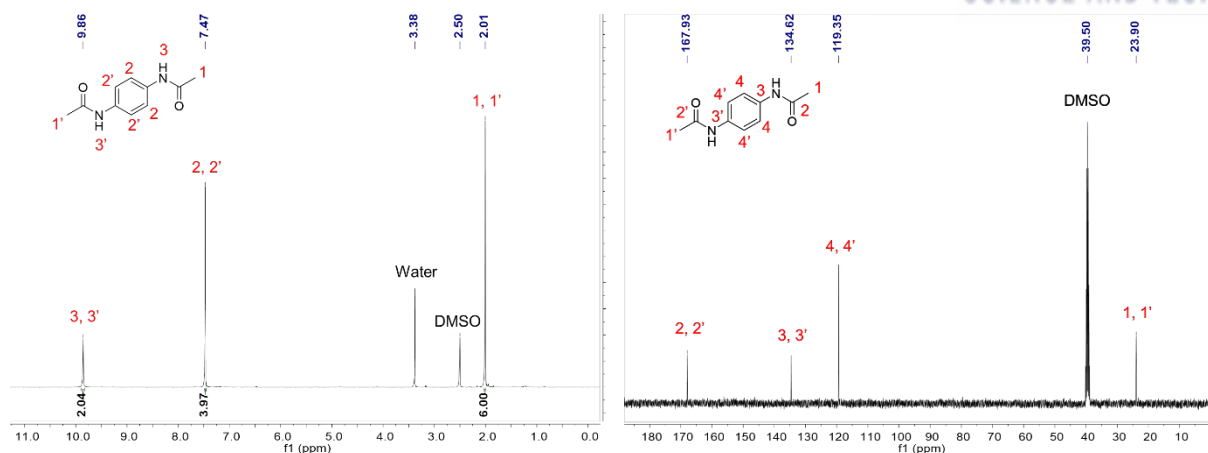 9.86
7.47
3.38
2.50
2.01
3
H
N
2
2'
1
O
O
2
N
H
1'
2'
3'
1, 1'
2, 2'
Water
DMSO
3, 3'
2.04
3.97
6.00
11.0 10.0 9.0 8.0 7.0 6.0 5.0 4.0 3.0 2.0 1.0 0.0
f1 (ppm)
167.93
134.62
119.35
39.50
23.90
H
N
4
3
1
4'
2'
O
O
2
4
N
H
3'
1'
4'
DMSO
4, 4'
2, 2'
3, 3'
1, 1'
180 170 160 150 140 130 120 110 100 90 80 70 60 50 40 30 20 10
f1 (ppm)